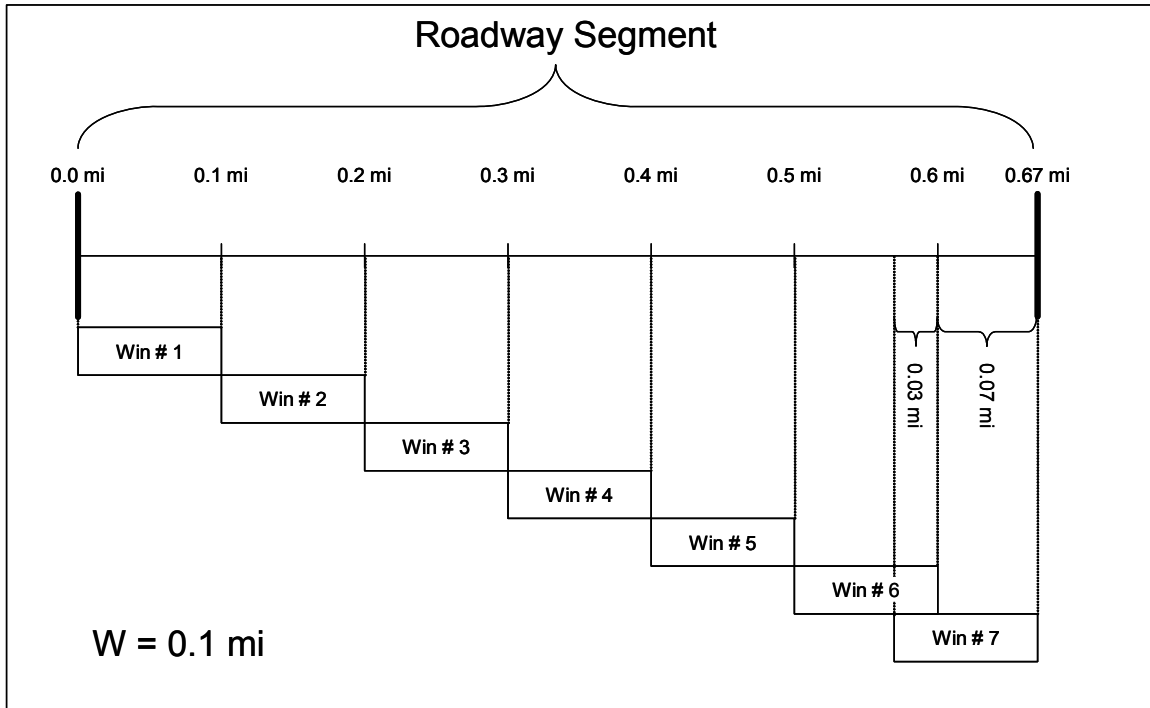 Roadway Segment
0.0 mi 0.1 mi 0.2 mi 0.3 mi 0.4 mi 0.5 mi 0.6 mi 0.67 mi
Win # 1
Win # 2
Win # 3
Win # 4
Win # 5
Win # 6
Win # 7
0.03 mi
0.07 mi
W = 0.1 mi